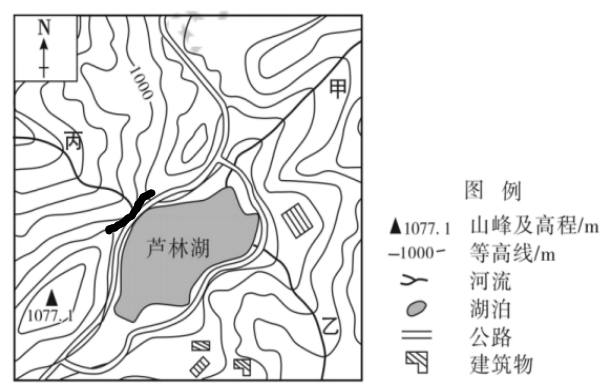 N
1000
甲
丙
芦林湖
1077.1
乙
图 例
1077.1 山峰及高程/m
1000 等高线/m
河流
湖泊
公路
建筑物